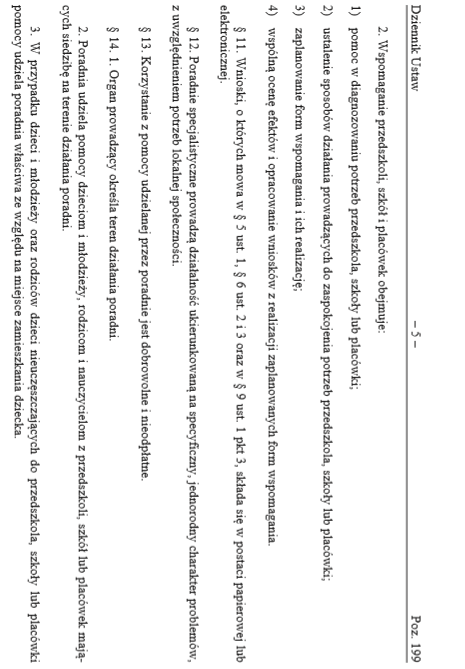 Dziennik Ustaw – 5 – Poz. 199
2. Wspomaganie przedszkoli, szkół i placówek obejmuje:
1) pomoc w diagnozowaniu potrzeb przedszkola, szkoły lub placówki;
2) ustalenie sposobów działania prowadzących do zaspokojenia potrzeb przedszkola, szkoły lub placówki;
3) zaplanowanie form wspomagania i ich realizację;
4) wspólną ocenę efektów i opracowanie wniosków z realizacji zaplanowanych form wspomagania.
§ 11. Wnioski, o których mowa w § 5 ust. 1, § 6 ust. 2 i 3 oraz w § 9 ust. 1 pkt 3, składa się w postaci papierowej lub
elektronicznej.
§ 12. Poradnie specjalistyczne prowadzą działalność ukierunkowaną na specyficzny, jednorodny charakter problemów,
z uwzględnieniem potrzeb lokalnej społeczności.
§ 13. Korzystanie z pomocy udzielanej przez poradnie jest dobrowolne i nieodpłatne.
§ 14. 1. Organ prowadzący określa teren działania poradni.
2. Poradnia udziela pomocy dzieciom i młodzieży, rodzicom i nauczycielom z przedszkoli, szkół lub placówek mają-
cych siedzibę na terenie działania poradni.
3. W przypadku dzieci i młodzieży oraz rodziców dzieci nieuczęszczających do przedszkola, szkoły lub placówki
pomocy udziela poradnia właściwa ze względu na miejsce zamieszkania dziecka.